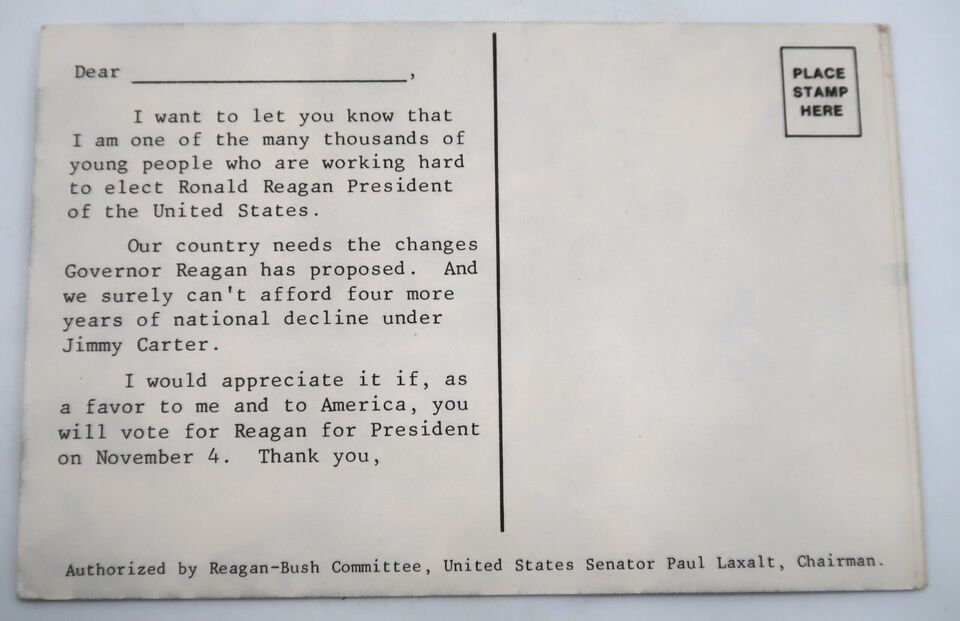 Dear ____________________,
I want to let you know that
I am one of the many thousands of
young people who are working hard
to elect Ronald Reagan President
of the United States.
Our country needs the changes
Governor Reagan has proposed. And
we surely can't afford four more
years of national decline under
Jimmy Carter.
I would appreciate it if, as
a favor to me and to America, you
will vote for Reagan for President
on November 4. Thank you,
PLACE
STAMP
HERE
Authorized by Reagan-Bush Committee, United States Senator Paul Laxalt, Chairman.